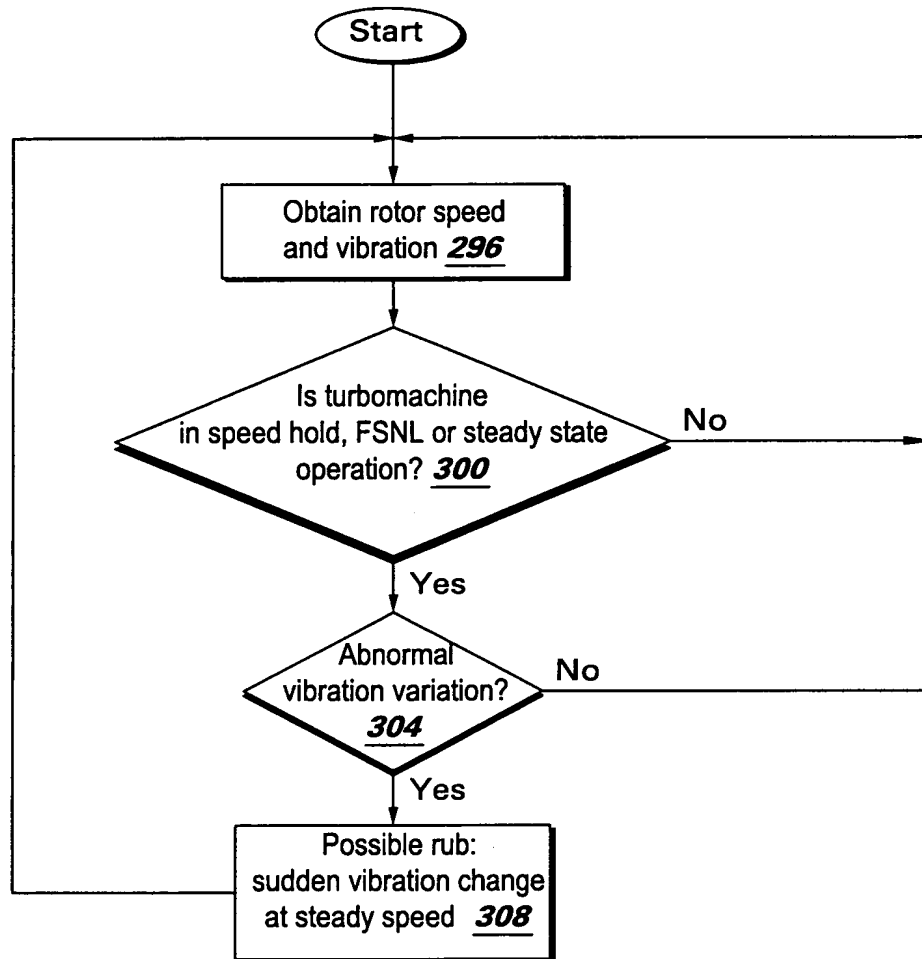 Start
Obtain rotor speed
and vibration 296
Is turbomachine
in speed hold, FSNL or steady state
operation? 300
No
Yes
Abnormal
vibration variation?
304
No
Yes
Possible rub:
sudden vibration change
at steady speed 308